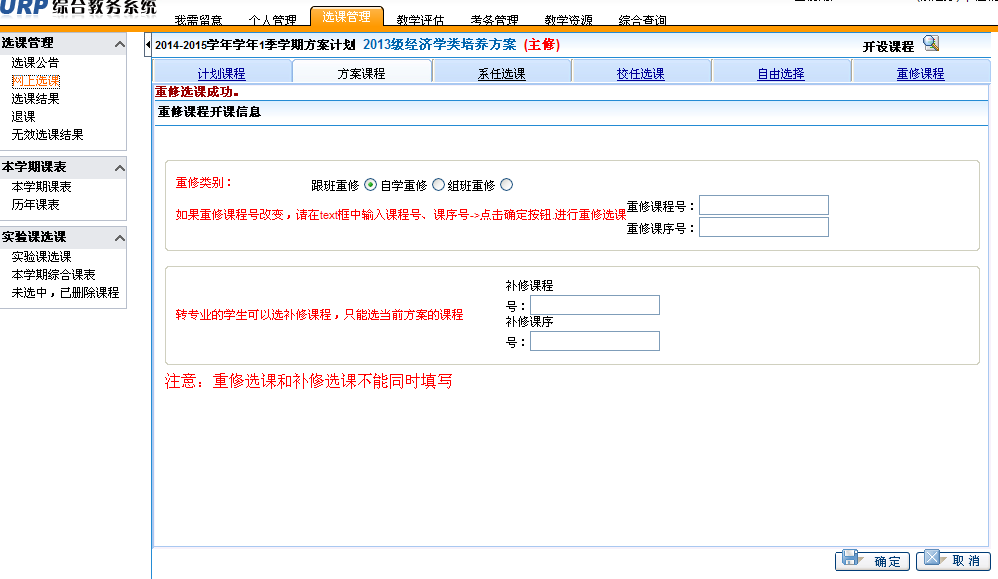 URP综合教务系统
我需留意 个人管理 选课管理 教学评估 考务管理 教学资源 综合查询
选课管理
选课公告
网上选课
选课结果
退课
无效选课结果
本学期课表
本学期课表
历年课表
实验课选课
实验课选课
本学期综合课表
未选中，已删除课程
2014-2015学年学年1季学期方案计划 2013级经济学类培养方案 (主修)
开设课程
计划课程 方案课程 系任选课 校任选课 自由选择 重修课程
重修选课成功。
重修课程开课信息
重修类别： 跟班重修 自学重修 组班重修
如果重修课程号改变，请在text框中输入课程号、课序号->点击确定按钮.进行重修选课
重修课程号：
重修课序号：
转专业的学生可以选补修课程，只能选当前方案的课程
补修课程
号：
补修课序
号：
注意：重修选课和补修选课不能同时填写
确定 取消